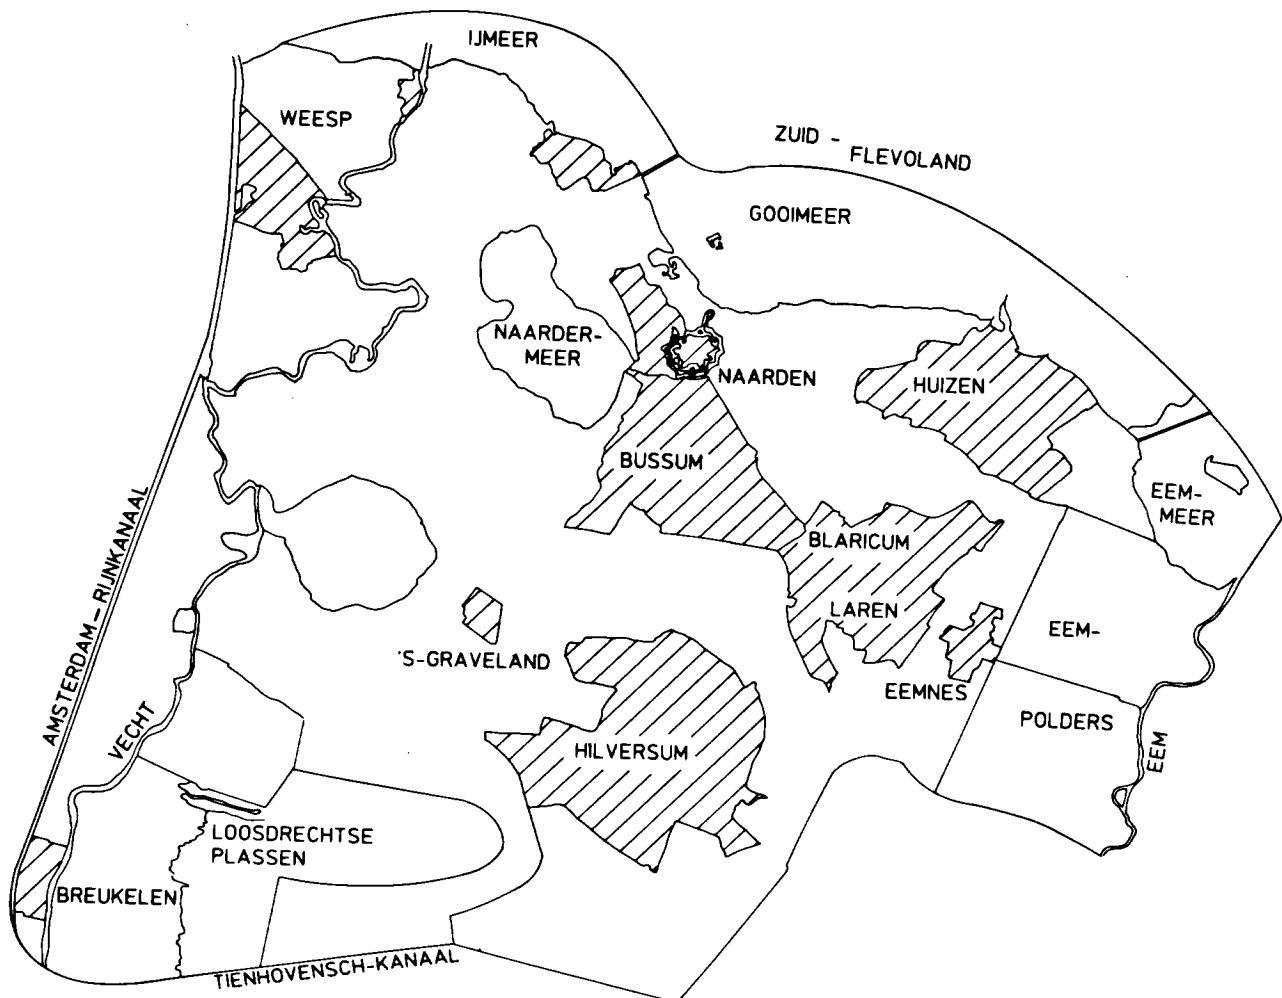 IJMEER
WEESP
ZUID -
FLEVOLAND
GOOIMEER
NAARDER-
MEER
NAARDEN
HUIZEN
BUSSUM
EEM-
MEER
BLARICUM
AMSTERDAM - RIJNKANAAL
LAREN
EEM-
'S-GRAVELAND
EEMNES
POLDERS
VECHT
HILVERSUM
EEM
LOOSDRECHTSE
PLASSEN
BREUKELEN
TIENHOVENSCH-KANAAL